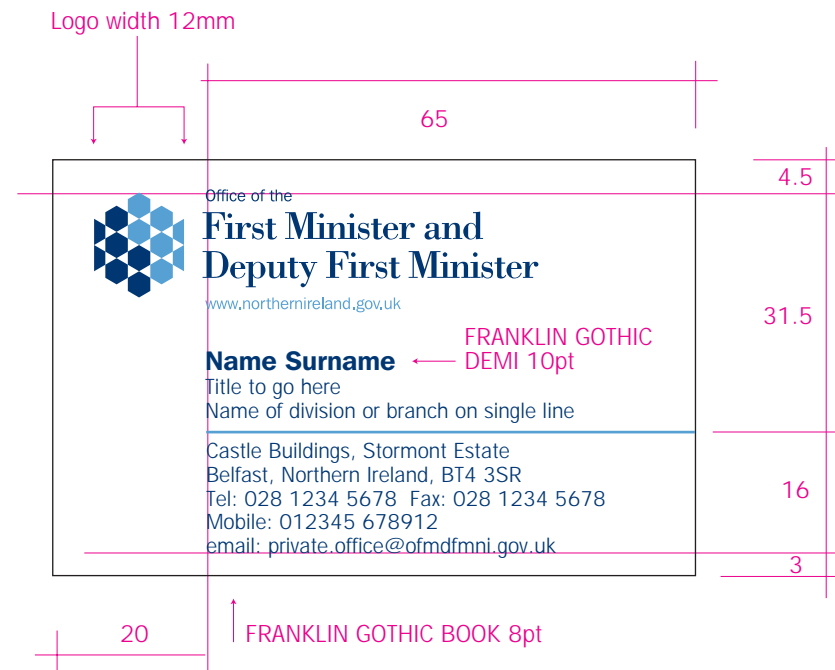 Logo width 12mm
65
4.5
Office of the
First Minister and
Deputy First Minister
www.northernireland.gov.uk
31.5
FRANKLIN GOTHIC
DEMI 10pt
Name Surname
Title to go here
Name of division or branch on single line
Castle Buildings, Stormont Estate
Belfast, Northern Ireland, BT4 3SR
Tel: 028 1234 5678  Fax: 028 1234 5678
Mobile: 012345 678912
email: private.office@ofmdfmni.gov.uk
16
3
20
FRANKLIN GOTHIC BOOK 8pt